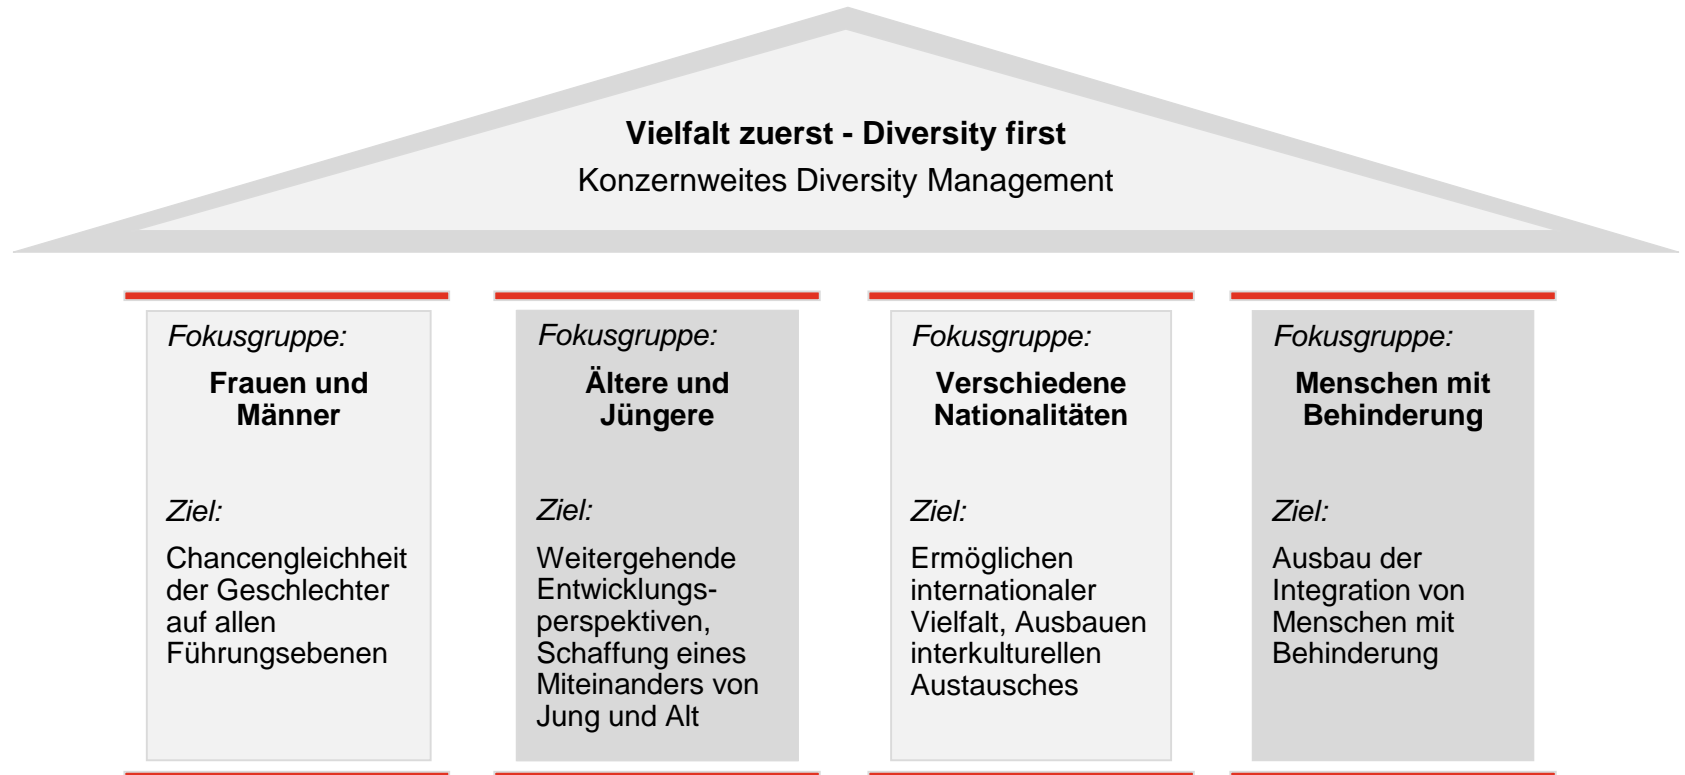 Vielfalt zuerst - Diversity first
Konzernweites Diversity Management
Fokusgruppe:
Frauen und
Männer
Ziel:
Chancengleichheit
der Geschlechter
auf allen
Führungsebenen
Fokusgruppe:
Ältere und
Jüngere
Ziel:
Weitergehende
Entwicklungs-
perspektiven,
Schaffung eines
Miteinanders von
Jung und Alt
Fokusgruppe:
Verschiedene
Nationalitäten
Ziel:
Ermöglichen
internationaler
Vielfalt, Ausbauen
interkulturellen
Austausches
Fokusgruppe:
Menschen mit
Behinderung
Ziel:
Ausbau der
Integration von
Menschen mit
Behinderung